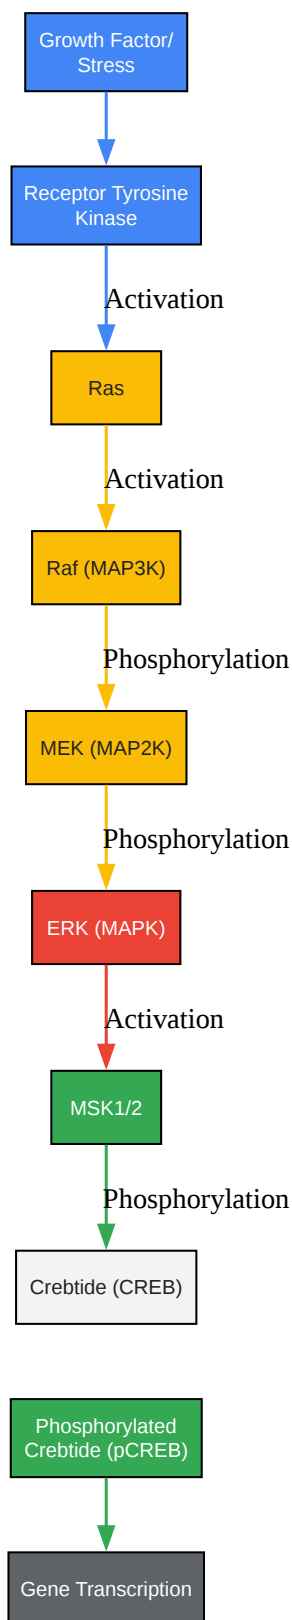 Growth Factor/
Stress
Receptor Tyrosine
Kinase
Activation
Ras
Activation
Raf (MAP3K)
Phosphorylation
MEK (MAP2K)
Phosphorylation
ERK (MAPK)
Activation
MSK1/2
Phosphorylation
Crebtide (CREB)
Phosphorylated
Crebtide (pCREB)
Gene Transcription